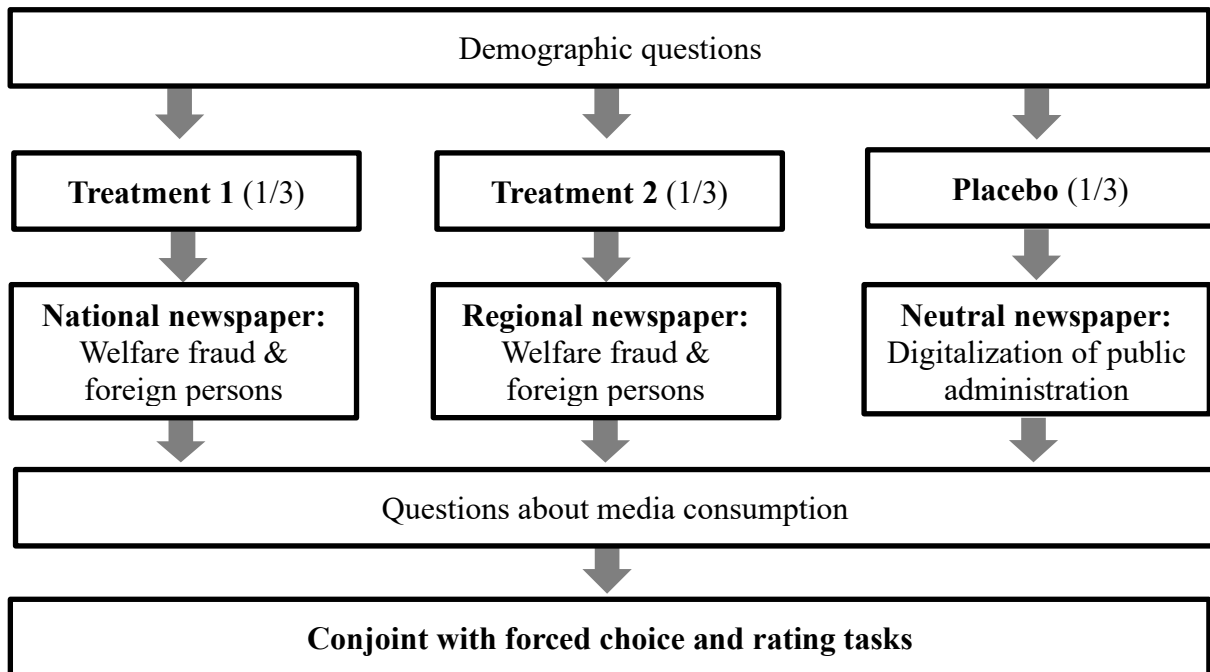 Demographic questions
Treatment 1 (1/3)
Treatment 2 (1/3)
Placebo (1/3)
National newspaper:
Welfare fraud &
foreign persons
Regional newspaper:
Welfare fraud &
foreign persons
Neutral newspaper:
Digitalization of public
administration
Questions about media consumption
Conjoint with forced choice and rating tasks